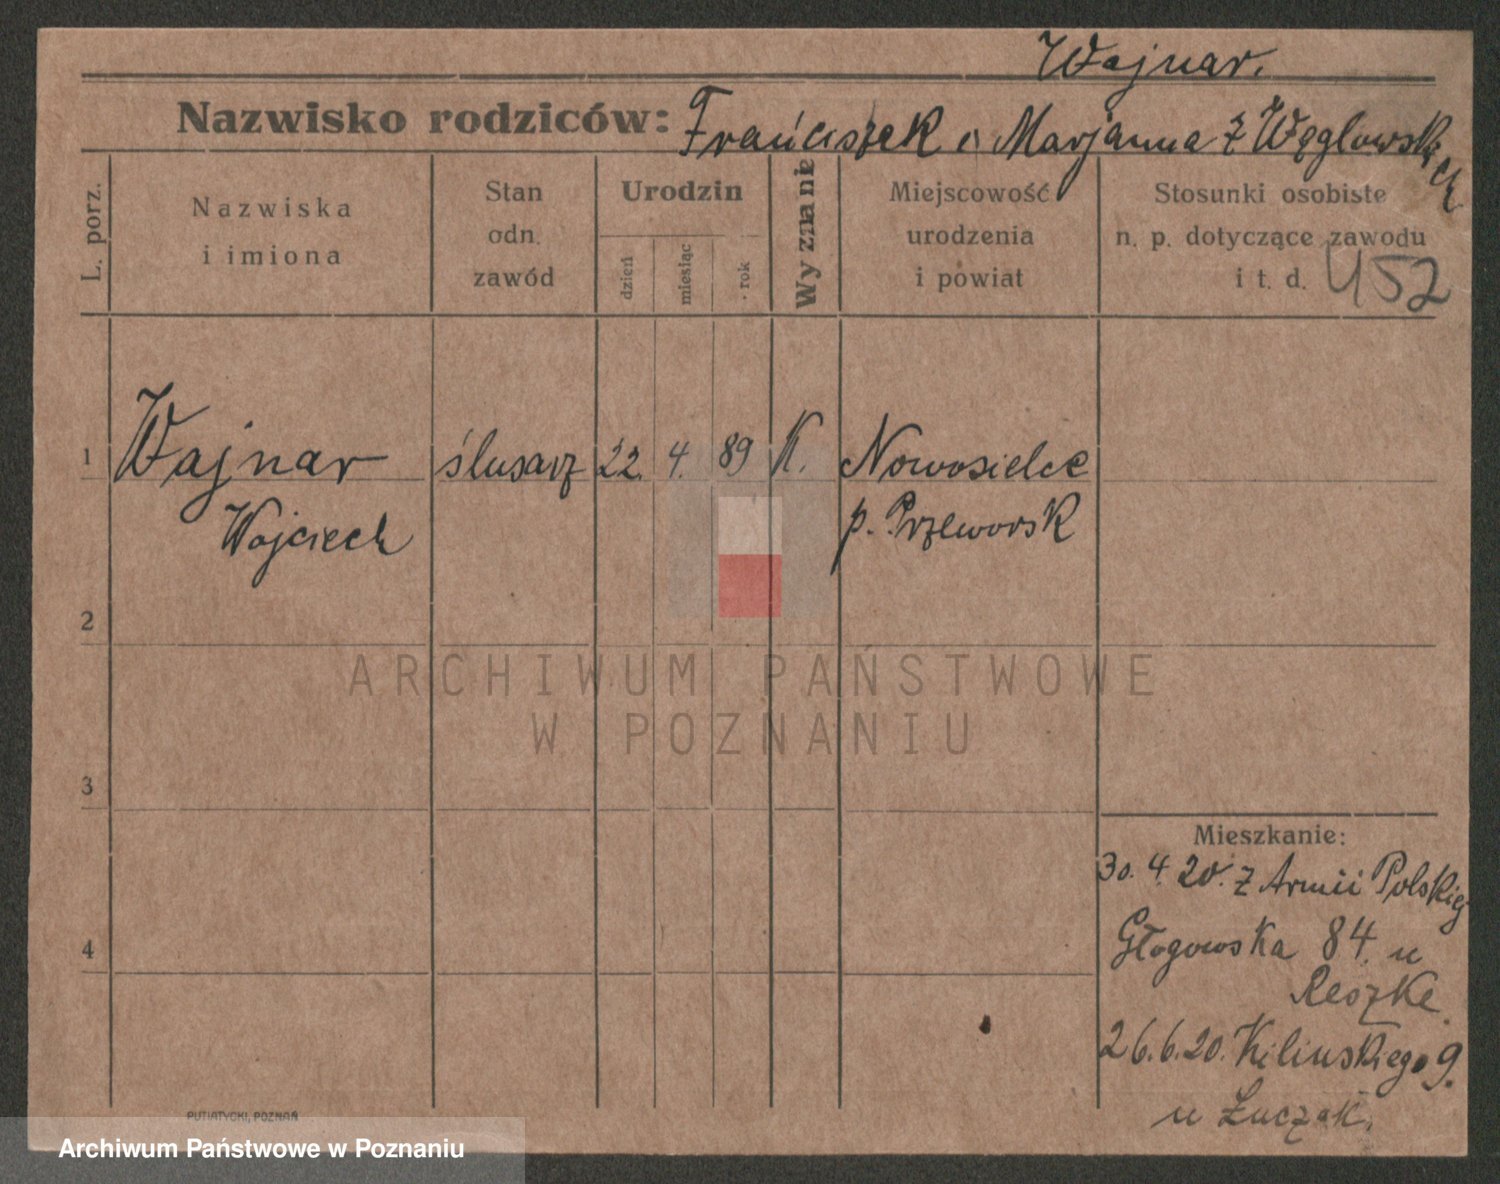 Wajnar.
Nazwisko rodziców: Franciszek i Marjanna z Węglowskich
L. porz.
Nazwiska
i imiona
Stan
odn.
zawód
Urodzin
dzień
miesiąc
rok
Wyznanie
Miejscowość
urodzenia
i powiat
Stosunki osobiste
n. p. dotyczące zawodu
i t. d.
452
1 Wajnar ślusarz 22. 4. 89 K. Nowosielce
Wojciech p. Przeworsk
2
3
4
Mieszkanie:
30. 4. 20. z Armii Polskiej
Głogowska 84. u
Reszke.
26. 6. 20. Kilinskiego 9.
u Łuczak.
PUTIATYCKI, POZNAŃ
ARCHIWUM PAŃSTWOWE
W POZNANIU
Archiwum Państwowe w Poznaniu